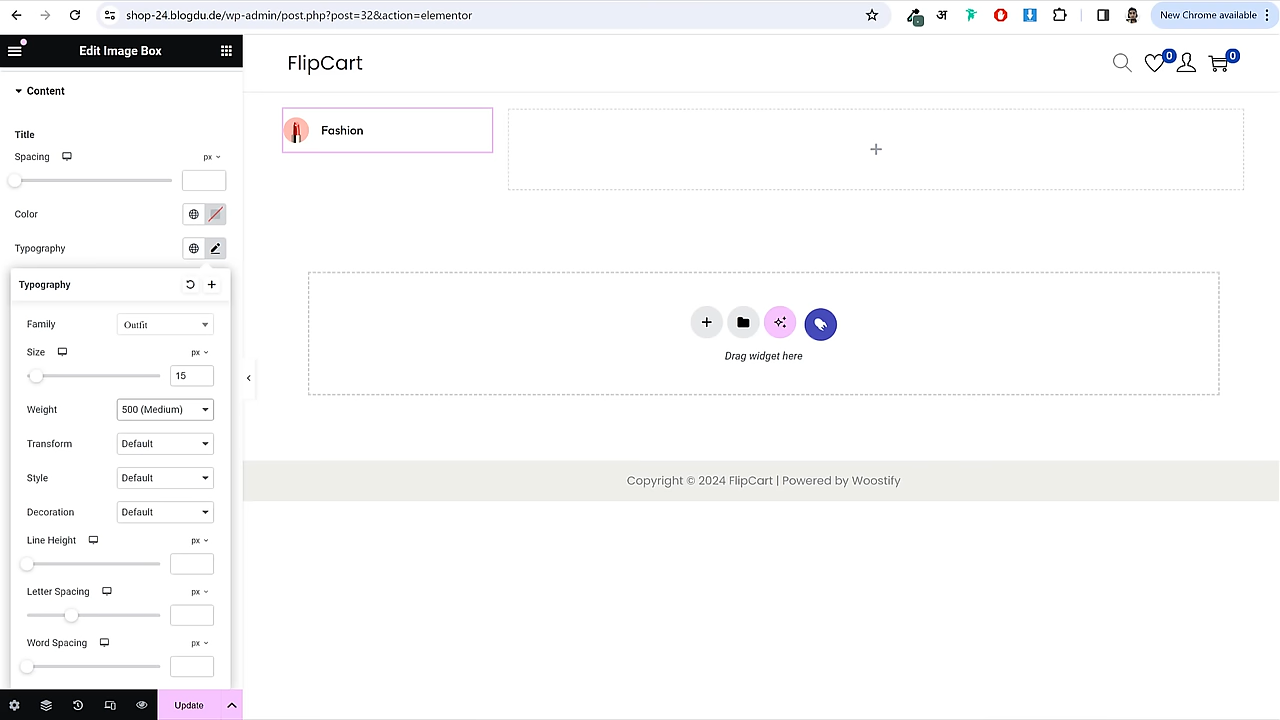 shop-24.blogdu.de/wp-admin/post.php?post=32&action=elementor
अ
New Chrome available
Edit Image Box
FlipCart
0
0
Content
Title
Fashion
Spacing
px
Color
Typography
Typography
Family
Outfit
Size
px
15
Drag widget here
Weight
500 (Medium)
Transform
Default
Style
Default
Copyright © 2024 FlipCart | Powered by Woostify
Decoration
Default
Line Height
px
Letter Spacing
px
Word Spacing
px
Update